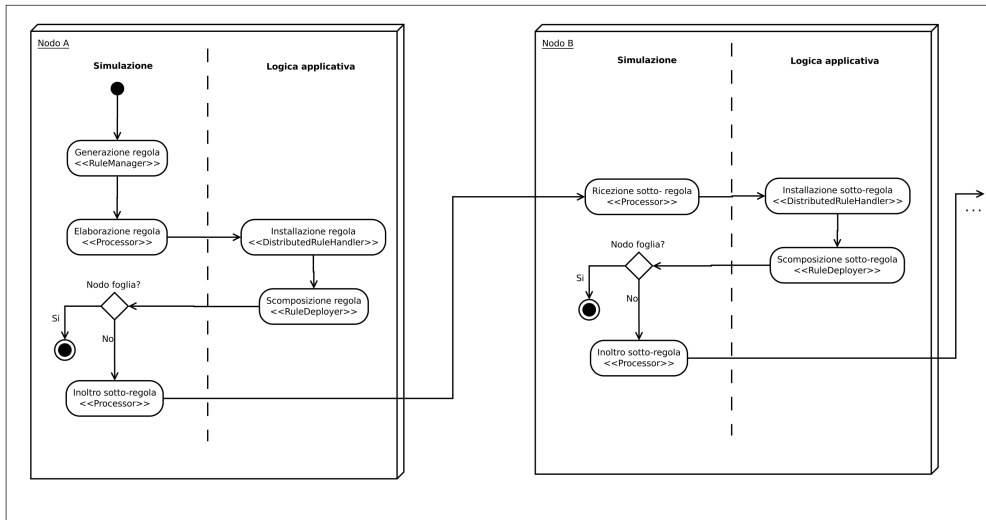 Nodo A
Simulazione
Logica applicativa
Generazione regola
<<RuleManager>>
Elaborazione regola
<<Processor>>
Installazione regola
<<DistributedRuleHandler>>
Scomposizione regola
<<RuleDeployer>>
Nodo foglia?
Si
No
Inoltro sotto-regola
<<Processor>>
Nodo B
Simulazione
Logica applicativa
Ricezione sotto- regola
<<Processor>>
Installazione sotto-regola
<<DistributedRuleHandler>>
Scomposizione sotto-regola
<<RuleDeployer>>
Nodo foglia?
Si
No
Inoltro sotto-regola
<<Processor>>
...